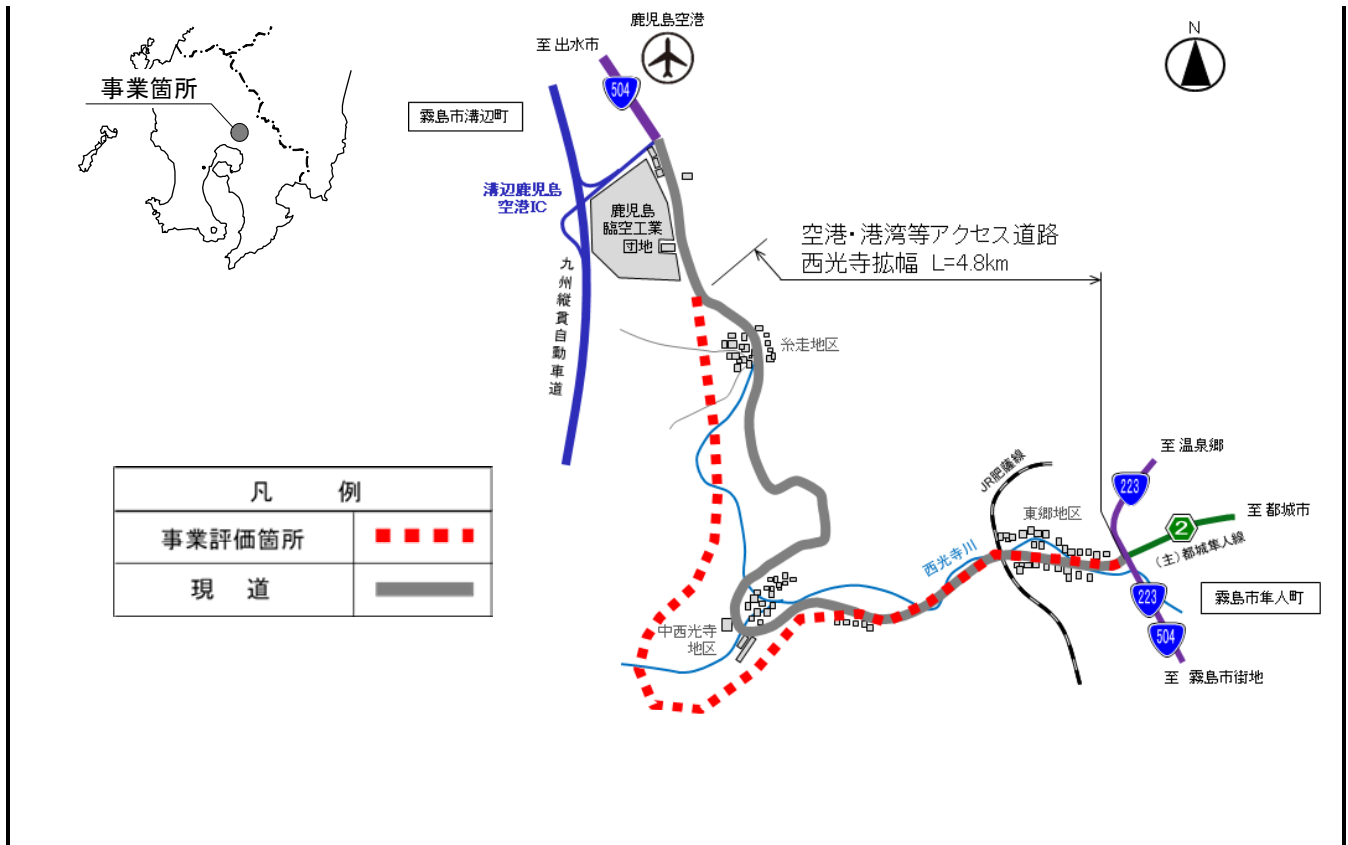 鹿児島空港
至 出水市
N
事業箇所
504
霧島市溝辺町
溝辺鹿児島
空港IC
鹿児島
臨空工業
団地
空港・港湾等アクセス道路
西光寺拡幅 L=4.8km
九州縦貫自動車道
糸走地区
至 温泉郷
JR肥薩線
223
凡 例
事業評価箇所
現 道
東郷地区
2
至 都城市
(主)都城隼人線
西光寺川
223
霧島市隼人町
中西光寺
地区
504
至 霧島市街地